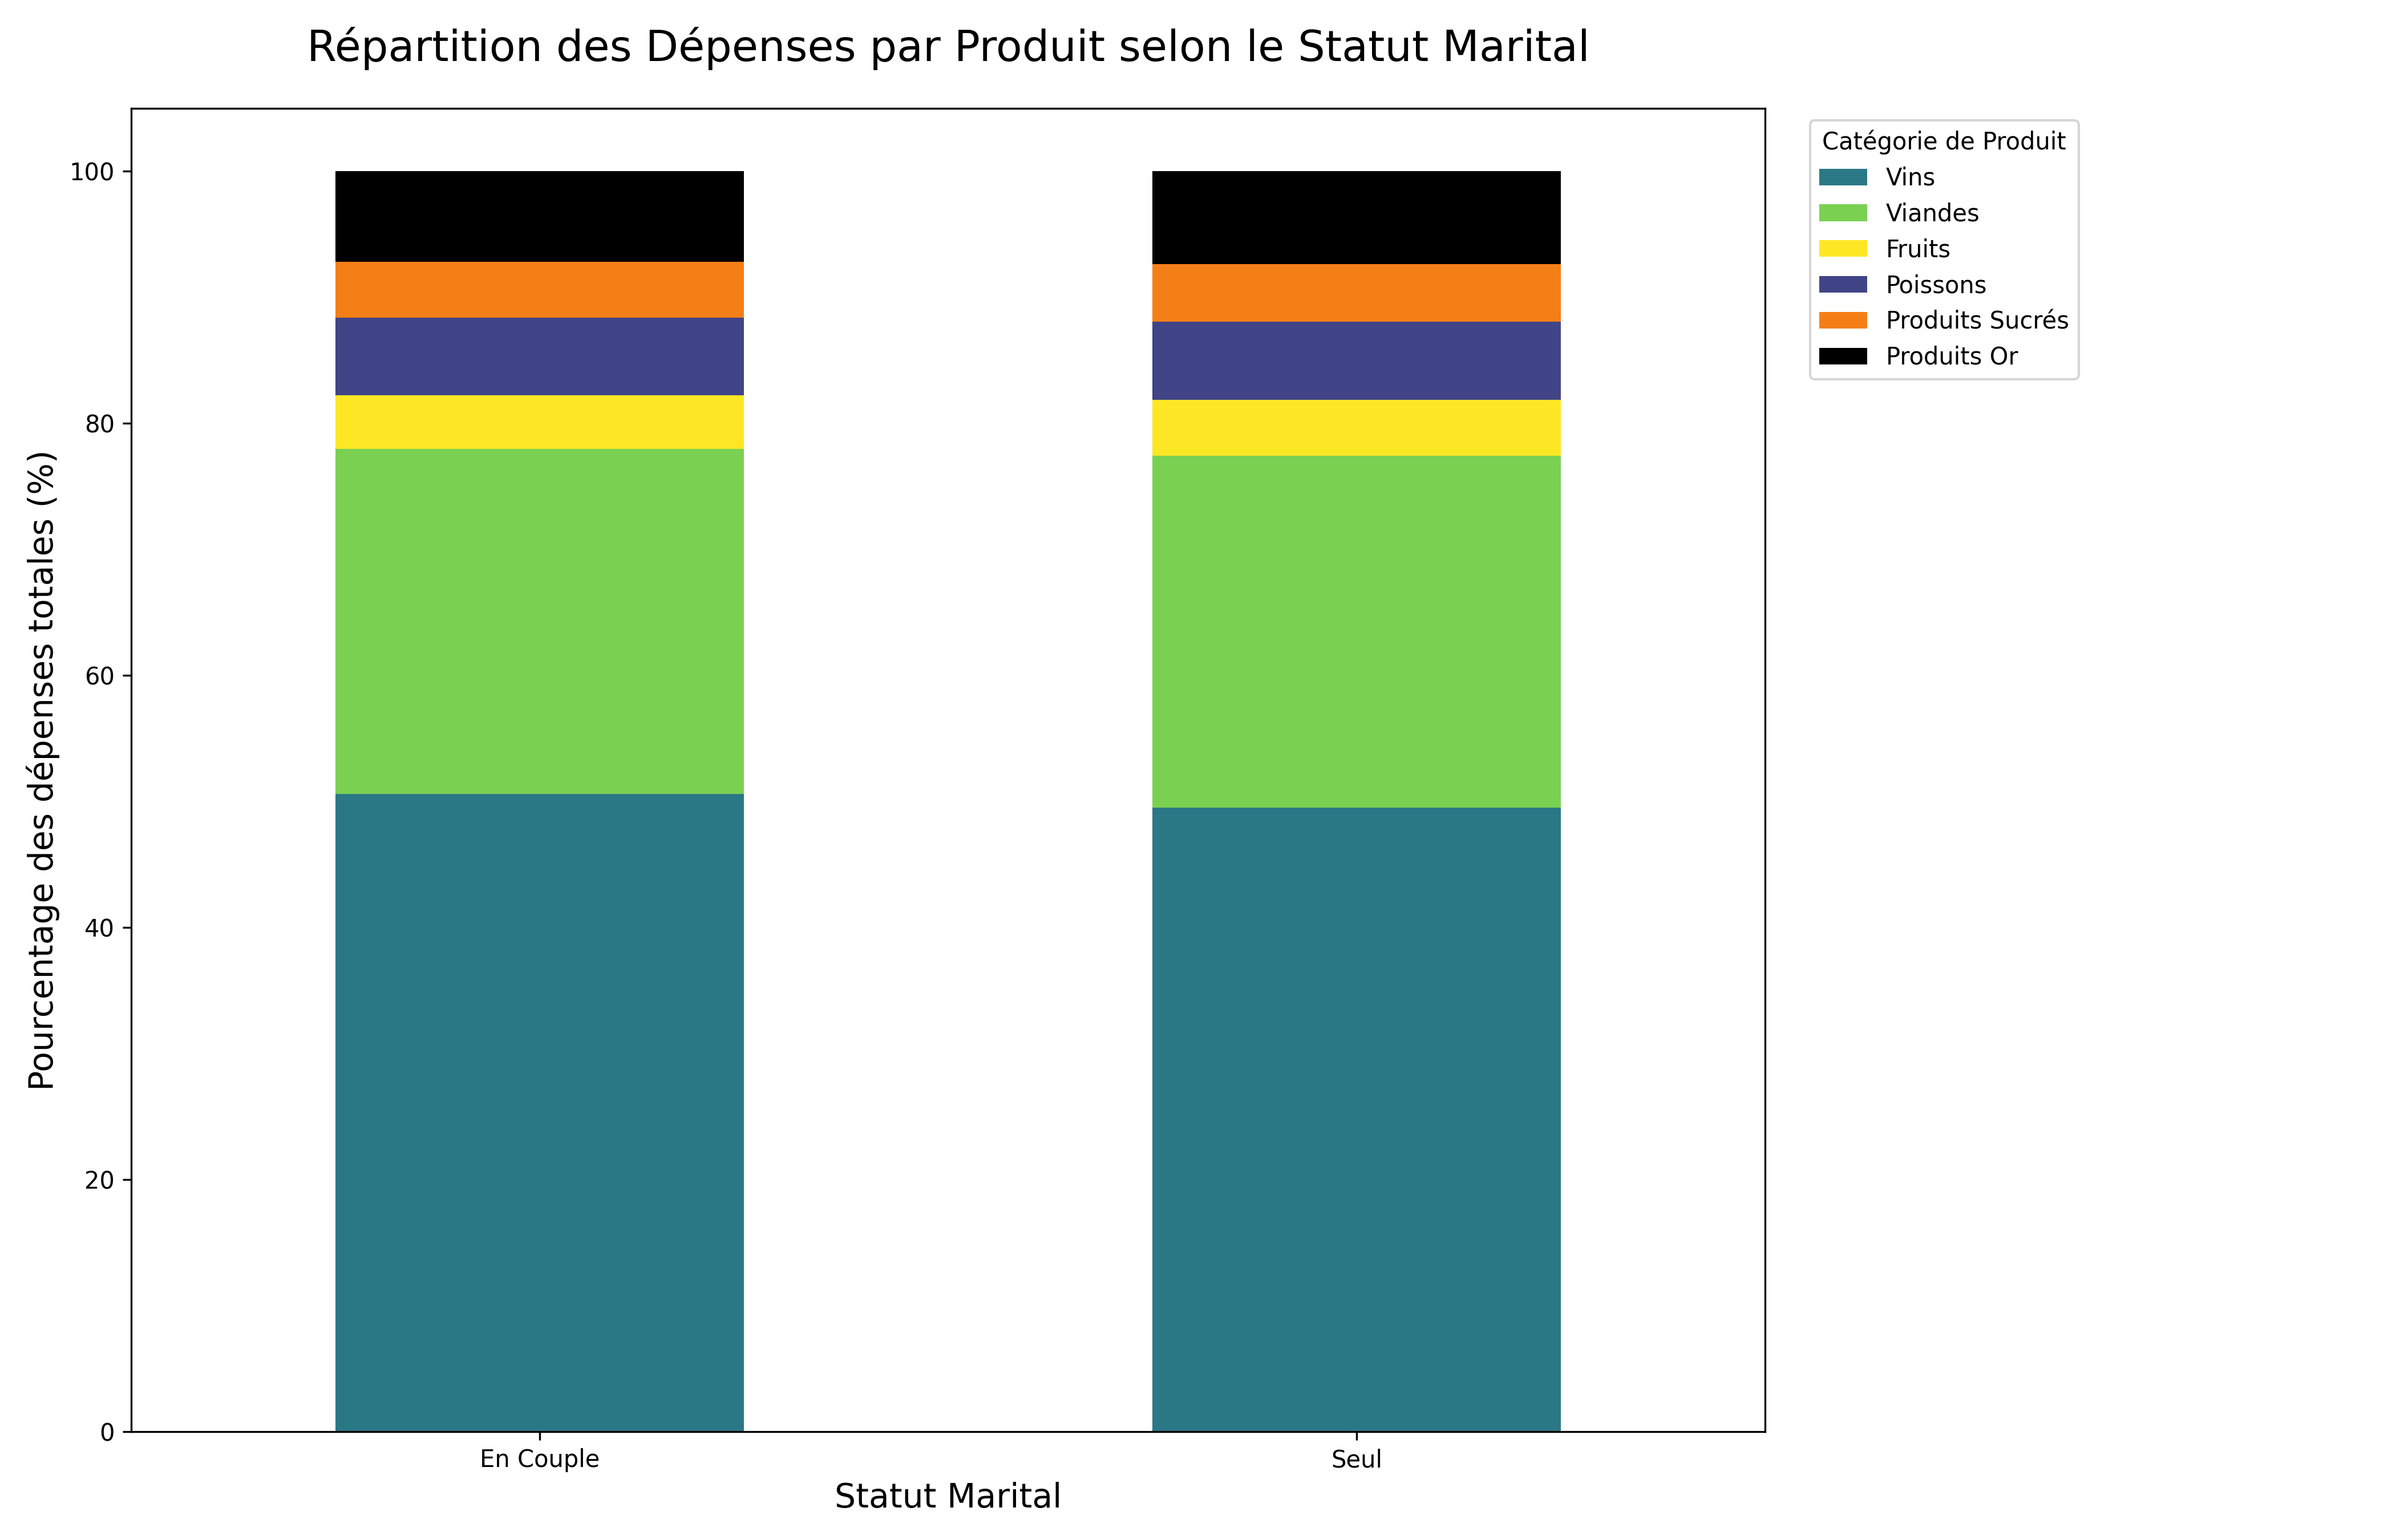 Répartition des Dépenses par Produit selon le Statut Marital
Pourcentage des dépenses totales (%)
100
80
60
40
20
0
En Couple
Seul
Statut Marital
Catégorie de Produit
Vins
Viandes
Fruits
Poissons
Produits Sucrés
Produits Or